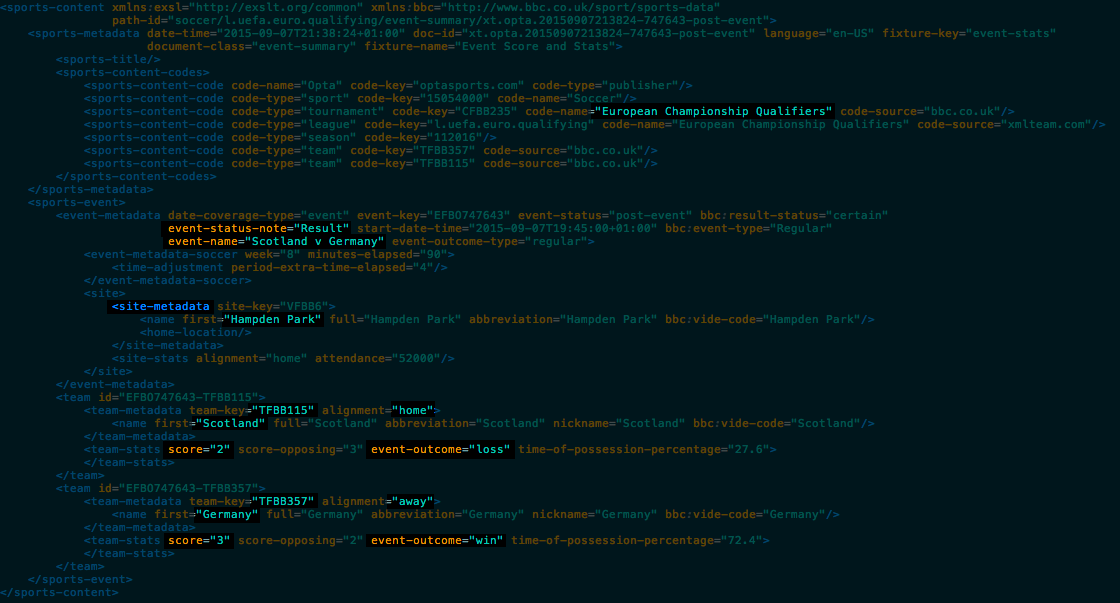 <sports-content xmlns:exsl="http://exslt.org/common" xmlns:bbc="http://www.bbc.co.uk/sport/sports-data"
path-id="soccer/l.uefa.euro.qualifying/event-summary/xt.opta.20150907213824-747643-post-event">
<sports-metadata date-time="2015-09-07T21:38:24+01:00" doc-id="xt.opta.20150907213824-747643-post-event" language="en-US" fixture-key="event-stats"
document-class="event-summary" fixture-name="Event Score and Stats">
<sports-title/>
<sports-content-codes>
<sports-content-code code-name="Opta" code-key="optasports.com" code-type="publisher"/>
<sports-content-code code-type="sport" code-key="15054000" code-name="Soccer"/>
<sports-content-code code-type="tournament" code-key="CFBB235" code-name="European Championship Qualifiers" code-source="bbc.co.uk"/>
<sports-content-code code-type="league" code-key="l.uefa.euro.qualifying" code-name="European Championship Qualifiers" code-source="xmlteam.com"/>
<sports-content-code code-type="season" code-key="112016"/>
<sports-content-code code-type="team" code-key="TFBB357" code-source="bbc.co.uk"/>
<sports-content-code code-type="team" code-key="TFBB115" code-source="bbc.co.uk"/>
</sports-content-codes>
</sports-metadata>
<sports-event>
<event-metadata date-coverage-type="event" event-key="EFBO747643" event-status="post-event" bbc:result-status="certain"
event-status-note="Result" start-date-time="2015-09-07T19:45:00+01:00" bbc:event-type="Regular"
event-name="Scotland v Germany" event-outcome-type="regular">
<event-metadata-soccer week="8" minutes-elapsed="90">
<time-adjustment period-extra-time-elapsed="4"/>
</event-metadata-soccer>
<site>
<site-metadata site-key="VFBB6">
<name first="Hampden Park" full="Hampden Park" abbreviation="Hampden Park" bbc:vide-code="Hampden Park"/>
<home-location/>
</site-metadata>
<site-stats alignment="home" attendance="52000"/>
</site>
</event-metadata>
<team id="EFBO747643-TFBB115">
<team-metadata team-key="TFBB115" alignment="home">
<name first="Scotland" full="Scotland" abbreviation="Scotland" nickname="Scotland" bbc:vide-code="Scotland"/>
</team-metadata>
<team-stats score="2" score-opposing="3" event-outcome="loss" time-of-possession-percentage="27.6">
</team-stats>
</team>
<team id="EFBO747643-TFBB357">
<team-metadata team-key="TFBB357" alignment="away">
<name first="Germany" full="Germany" abbreviation="Germany" nickname="Germany" bbc:vide-code="Germany"/>
</team-metadata>
<team-stats score="3" score-opposing="2" event-outcome="win" time-of-possession-percentage="72.4">
</team-stats>
</team>
</sports-event>
</sports-content>